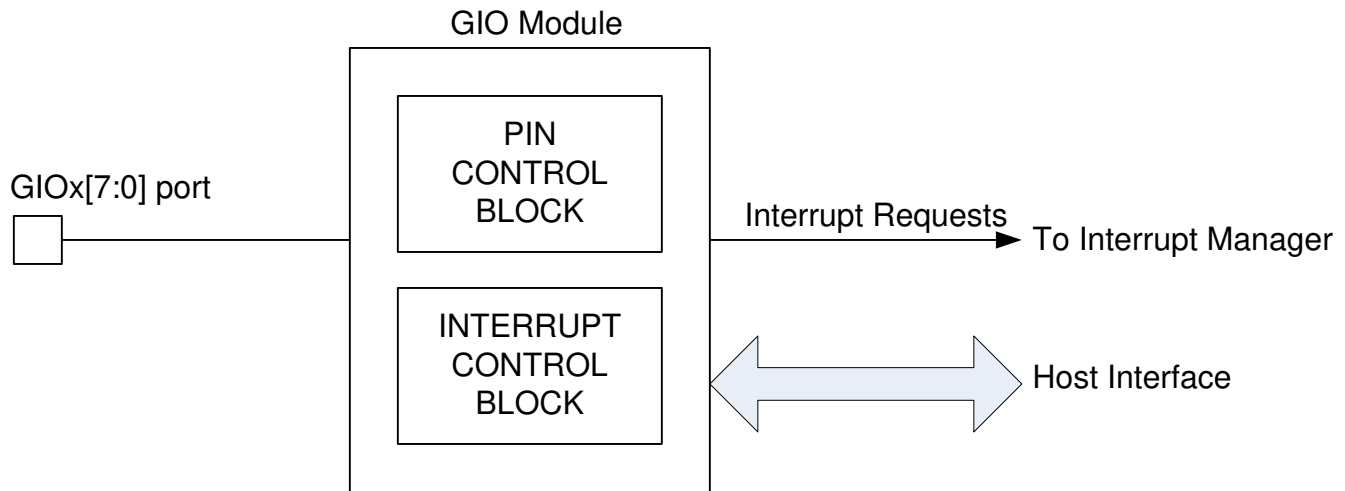 GIO Module
PIN
CONTROL
BLOCK
GIOx[7:0] port
Interrupt Requests
To Interrupt Manager
INTERRUPT
CONTROL
BLOCK
Host Interface